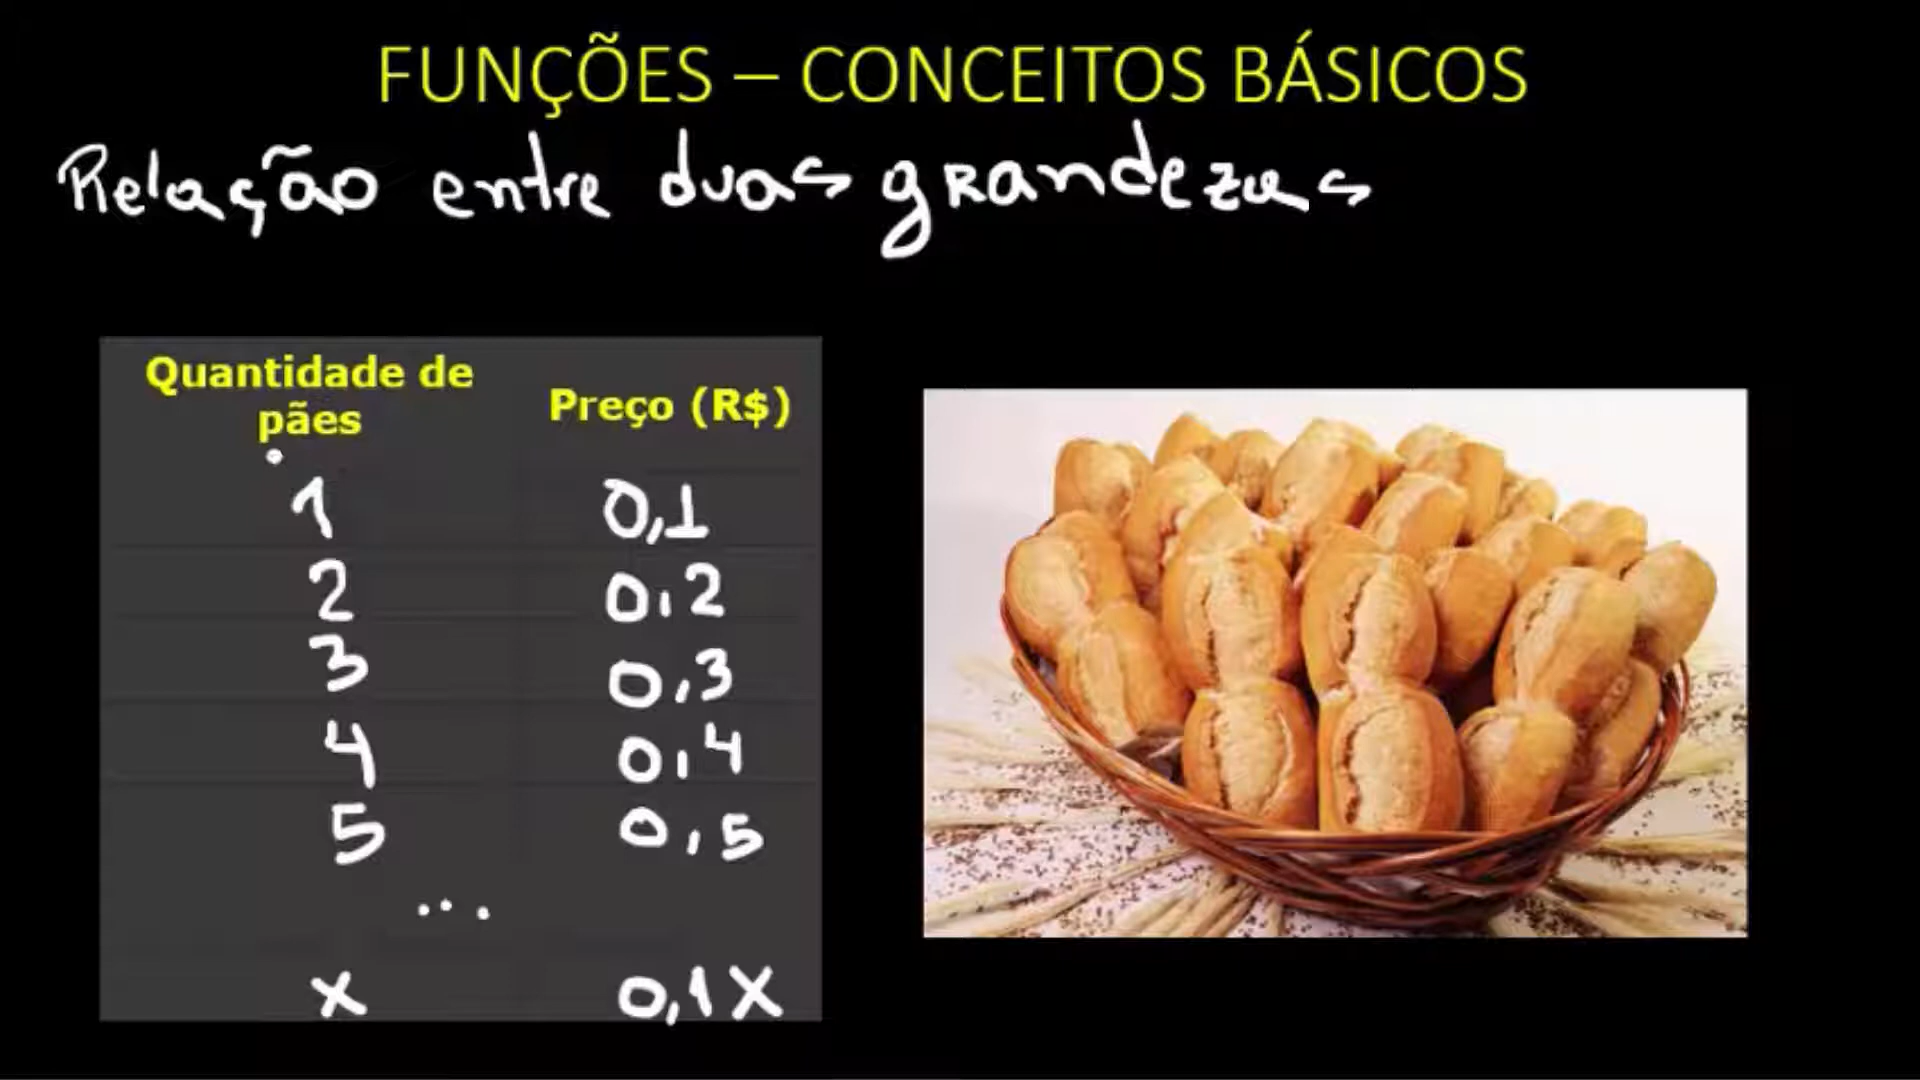 FUNÇÕES – CONCEITOS BÁSICOS
Relação entre duas grandezas
Quantidade de pães Preço (R$)
1 0,1
2 0,2
3 0,3
4 0,4
5 0,5
...
x 0,1x